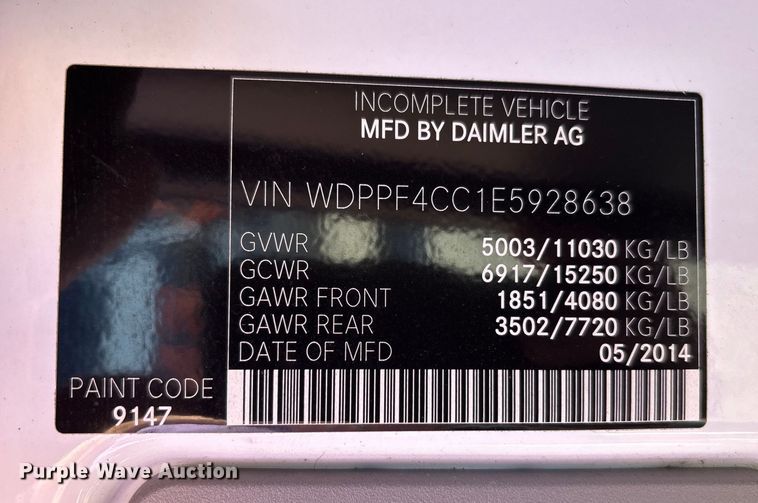 INCOMPLETE VEHICLE
MFD BY DAIMLER AG
VIN WDPPF4CC1E5928638
GVWR 5003/11030 KG/LB
GCWR 6917/15250 KG/LB
GAWR FRONT 1851/4080 KG/LB
GAWR REAR 3502/7720 KG/LB
DATE OF MFD 05/2014
PAINT CODE
9147
Purple Wave Auction